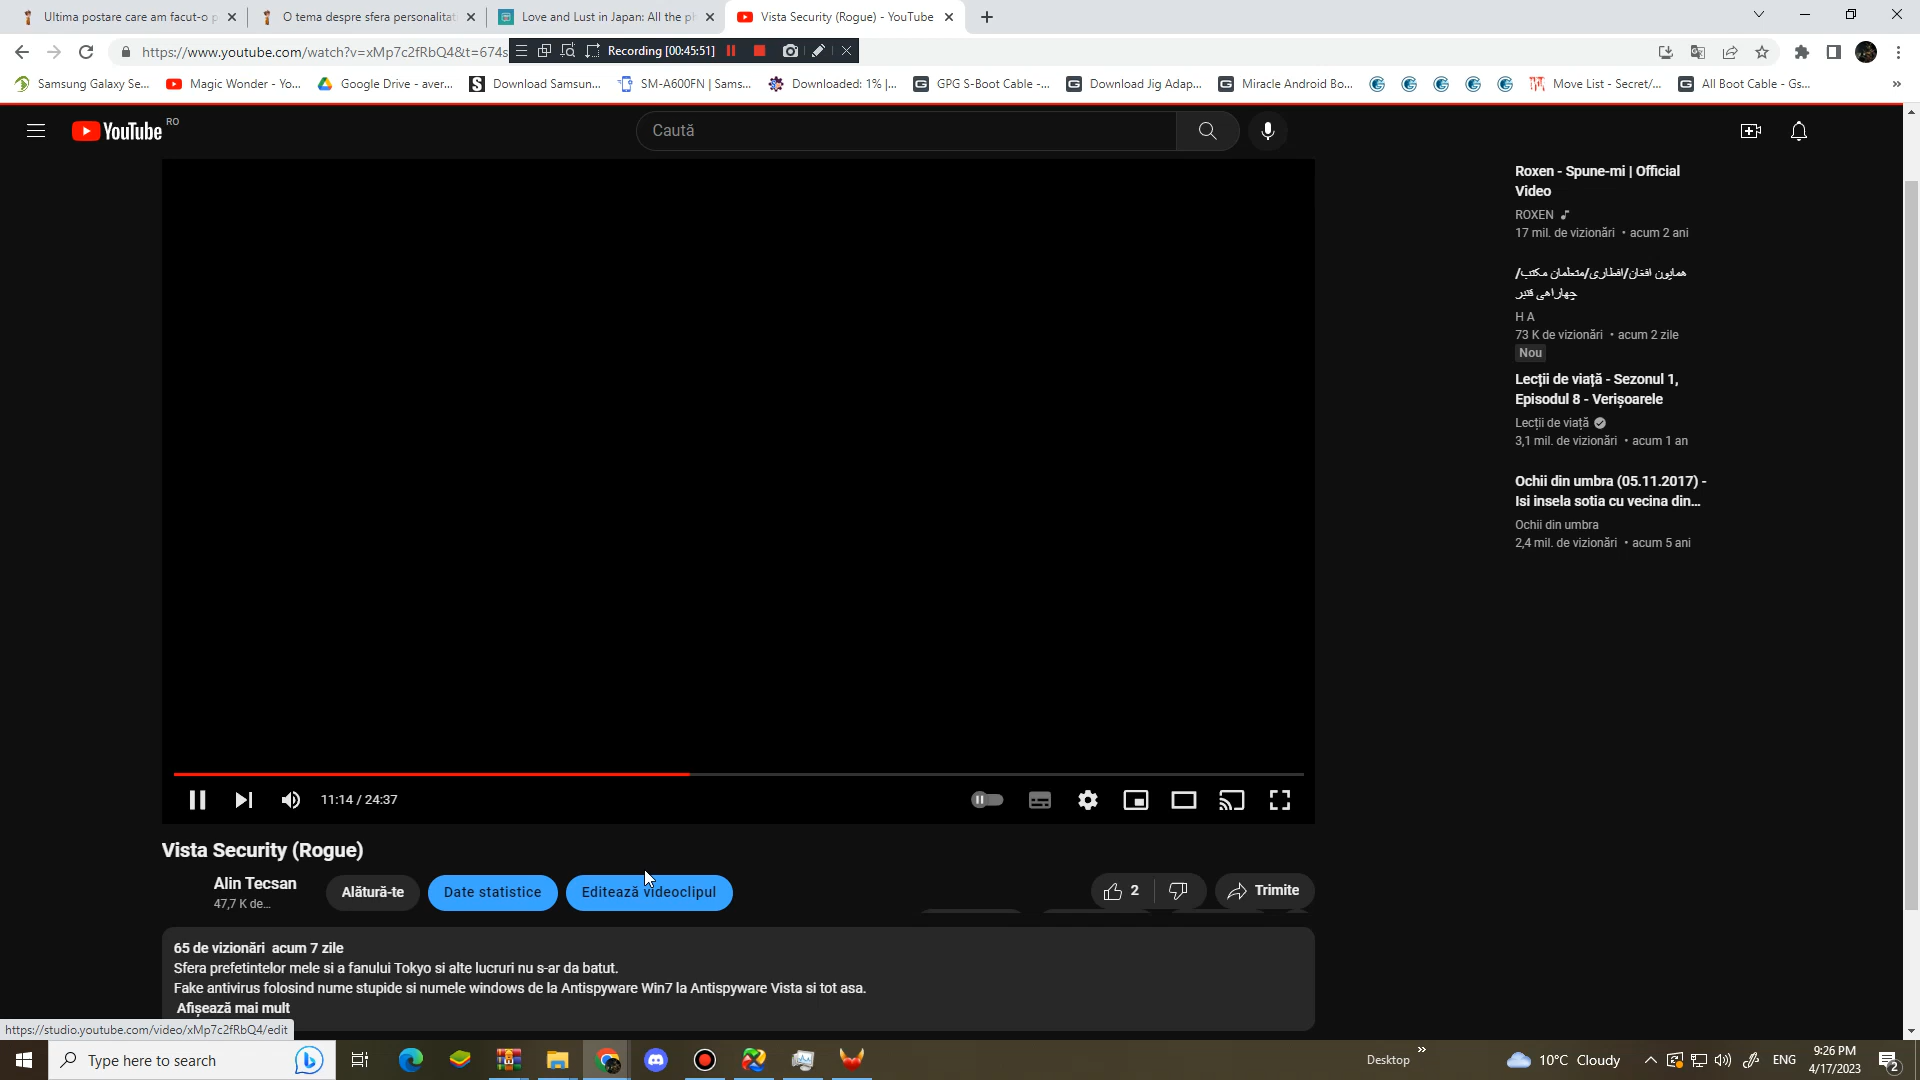 Ultima postare care am facut-o p
O tema despre sfera personalitat
Love and Lust in Japan: All the pl
Vista Security (Rogue) - YouTube
https://www.youtube.com/watch?v=xMp7c2fRbQ4&t=674s
Recording [00:45:51]
Samsung Galaxy Se...
Magic Wonder - Yo...
Google Drive - aver...
Download Samsun...
SM-A600FN | Sams...
Downloaded: 1% |...
GPG S-Boot Cable -...
Download Jig Adap...
Miracle Android Bo...
Move List - Secret/...
All Boot Cable - Gs...
»
YouTube RO
Caută
Roxen - Spune-mi | Official
Video
ROXEN
17 mil. de vizionări • acum 2 ani
همایون افغان/افطاری/متعلمان مکتب/
چهاراهی قنبر
H A
73 K de vizionări • acum 2 zile
Nou
Lecții de viață - Sezonul 1,
Episodul 8 - Verișoarele
Lecții de viață
3,1 mil. de vizionări • acum 1 an
Ochii din umbra (05.11.2017) -
Isi insela sotia cu vecina din...
Ochii din umbra
2,4 mil. de vizionări • acum 5 ani
11:14 / 24:37
Vista Security (Rogue)
Alin Tecsan
47,7 K de...
Alătură-te
Date statistice
Editează videoclipul
2
Trimite
65 de vizionări acum 7 zile
Sfera prefetintelor mele si a fanului Tokyo si alte lucruri nu s-ar da batut.
Fake antivirus folosind nume stupide si numele windows de la Antispyware Win7 la Antispyware Vista si tot asa.
Afișează mai mult
https://studio.youtube.com/video/xMp7c2fRbQ4/edit
Type here to search
Desktop
»
10°C Cloudy
ENG
9:26 PM
4/17/2023
2